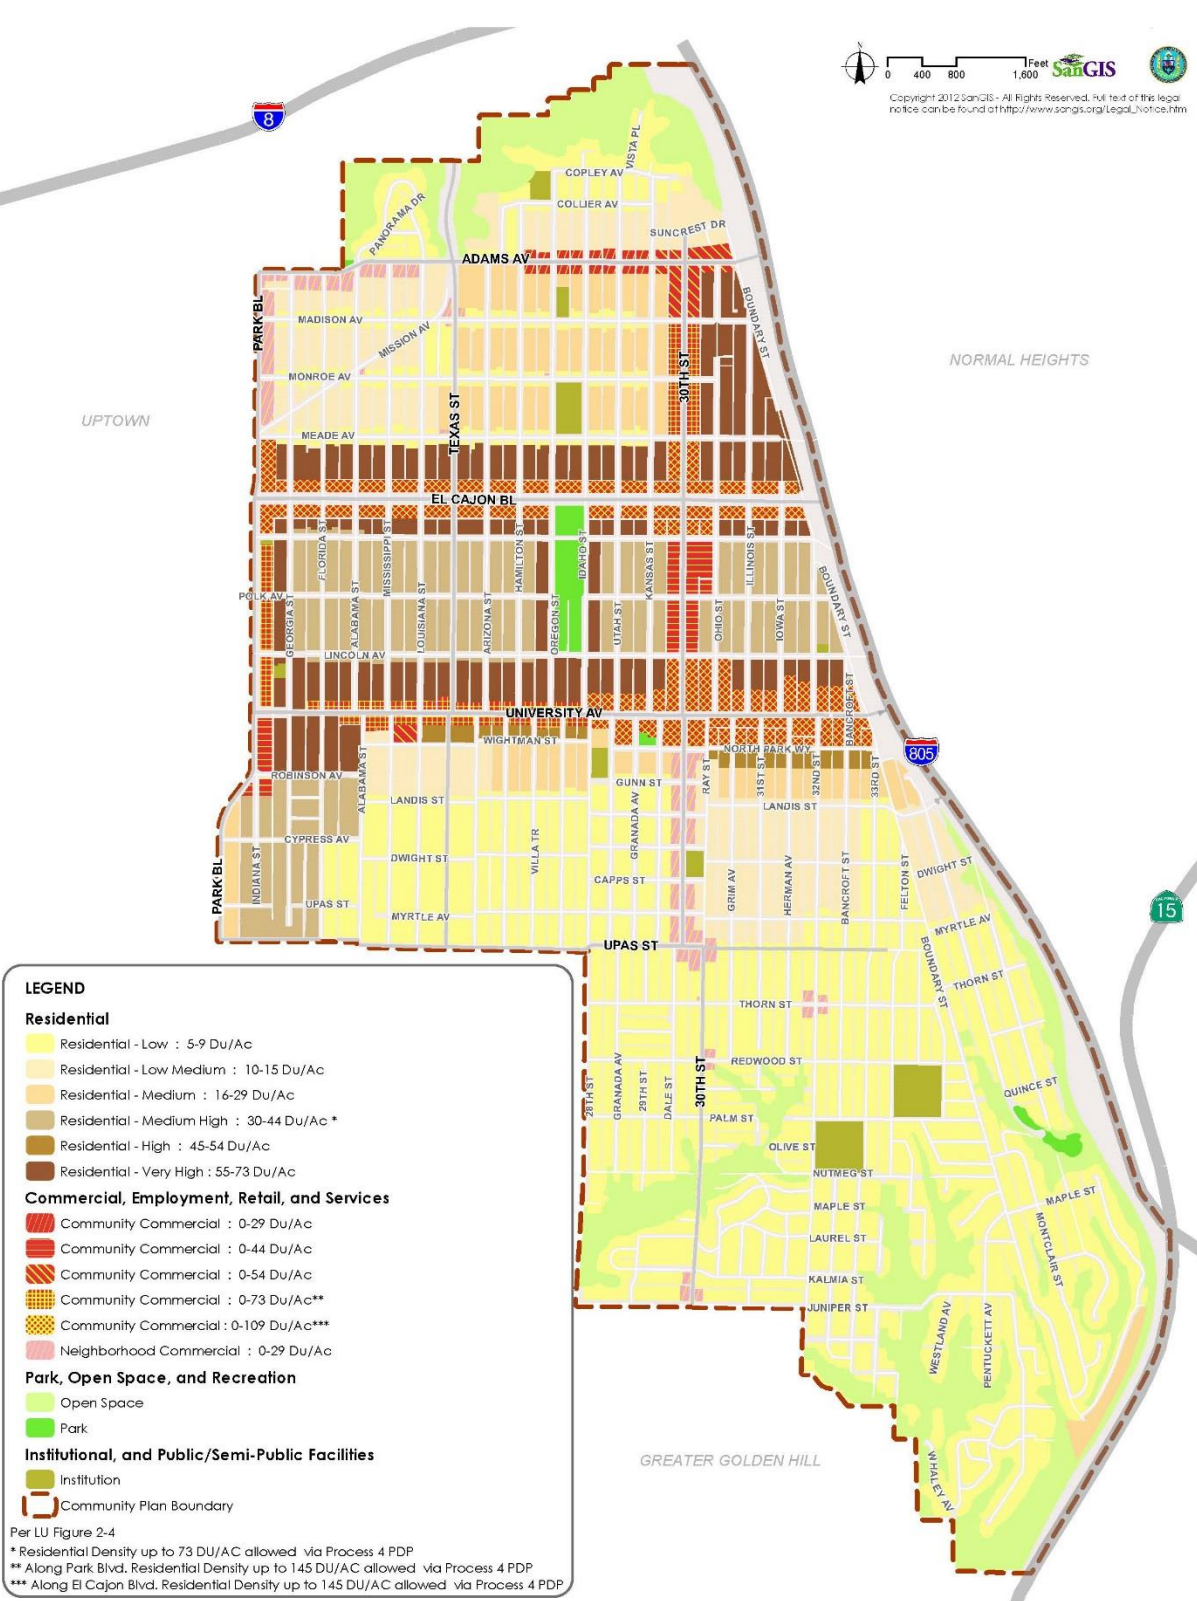 N
8
0 400 800 1,600 Feet
SanGIS
Copyright 2012 SanGIS - All Rights Reserved. Full text of this legal
notice can be found at http://www.sangis.org/Legal_Notice.htm
VISTA PL
COPLEY AV
COLLIER AV
PANORAMA DR
SUNCREST DR
ADAMS AV
PARK BL
MADISON AV
MISSION AV
BOUNDARY ST
NORMAL HEIGHTS
MONROE AV
30TH ST
UPTOWN
TEXAS ST
MEADE AV
EL CAJON BL
FLORIDA ST
MISSISSIPPI ST
HAMILTON ST
IDAHO ST
KANSAS ST
ILLINOIS ST
POLK AV
GEORGIA ST
ALABAMA ST
LOUISIANA ST
ARIZONA ST
OREGON ST
UTAH ST
OHIO ST
IOWA ST
BOUNDARY ST
LINCOLN AV
BANCROFT ST
UNIVERSITY AV
WIGHTMAN ST
NORTH PARK WY
805
ROBINSON AV
ALABAMA ST
GUNN ST
RAY ST
31ST ST
32ND ST
33RD ST
LANDIS ST
LANDIS ST
CYPRESS AV
VILLA TR
GRANADA AV
DWIGHT ST
DWIGHT ST
PARK BL
INDIANA ST
CAPPS ST
GRIM AV
HERMAN AV
BANCROFT ST
FELTON ST
UPAS ST
MYRTLE AV
MYRTLE AV
15
UPAS ST
BOUNDARY ST
THORN ST
THORN ST
REDWOOD ST
28TH ST
GRANADA AV
29TH ST
DALE ST
30TH ST
QUINCE ST
PALM ST
OLIVE ST
NUTMEG ST
MAPLE ST
MAPLE ST
MONTCLAIR ST
LAUREL ST
KALMIA ST
JUNIPER ST
WESTLAND AV
PENTUCKETT AV
GREATER GOLDEN HILL
WHALEY AV
LEGEND
Residential
Residential - Low : 5-9 Du/Ac
Residential - Low Medium : 10-15 Du/Ac
Residential - Medium : 16-29 Du/Ac
Residential - Medium High : 30-44 Du/Ac *
Residential - High : 45-54 Du/Ac
Residential - Very High : 55-73 Du/Ac
Commercial, Employment, Retail, and Services
Community Commercial : 0-29 Du/Ac
Community Commercial : 0-44 Du/Ac
Community Commercial : 0-54 Du/Ac
Community Commercial : 0-73 Du/Ac**
Community Commercial : 0-109 Du/Ac***
Neighborhood Commercial : 0-29 Du/Ac
Park, Open Space, and Recreation
Open Space
Park
Institutional, and Public/Semi-Public Facilities
Institution
Community Plan Boundary
Per LU Figure 2-4
* Residential Density up to 73 DU/AC allowed via Process 4 PDP
** Along Park Blvd. Residential Density up to 145 DU/AC allowed via Process 4 PDP
*** Along El Cajon Blvd. Residential Density up to 145 DU/AC allowed via Process 4 PDP